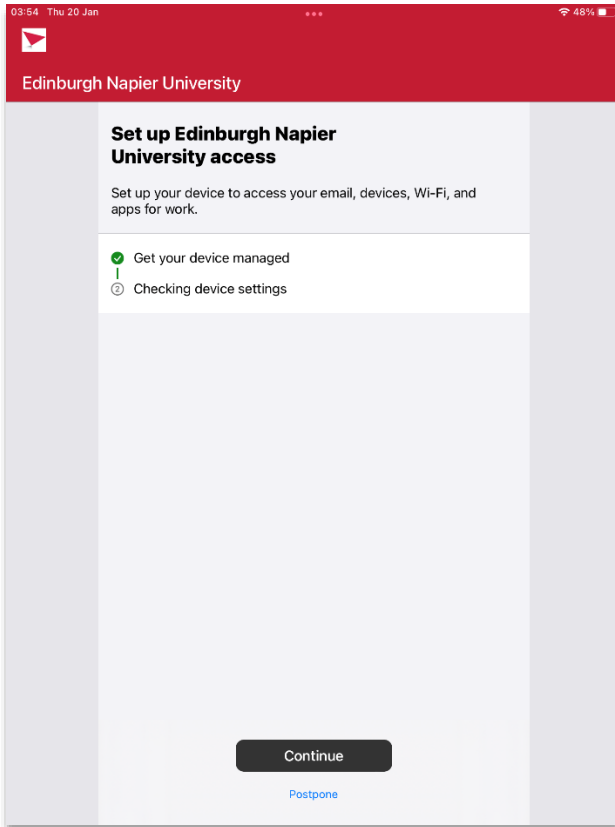 03:54 Thu 20 Jan
48%
Edinburgh Napier University
Set up Edinburgh Napier
University access
Set up your device to access your email, devices, Wi-Fi, and
apps for work.
Get your device managed
2 Checking device settings
Continue
Postpone